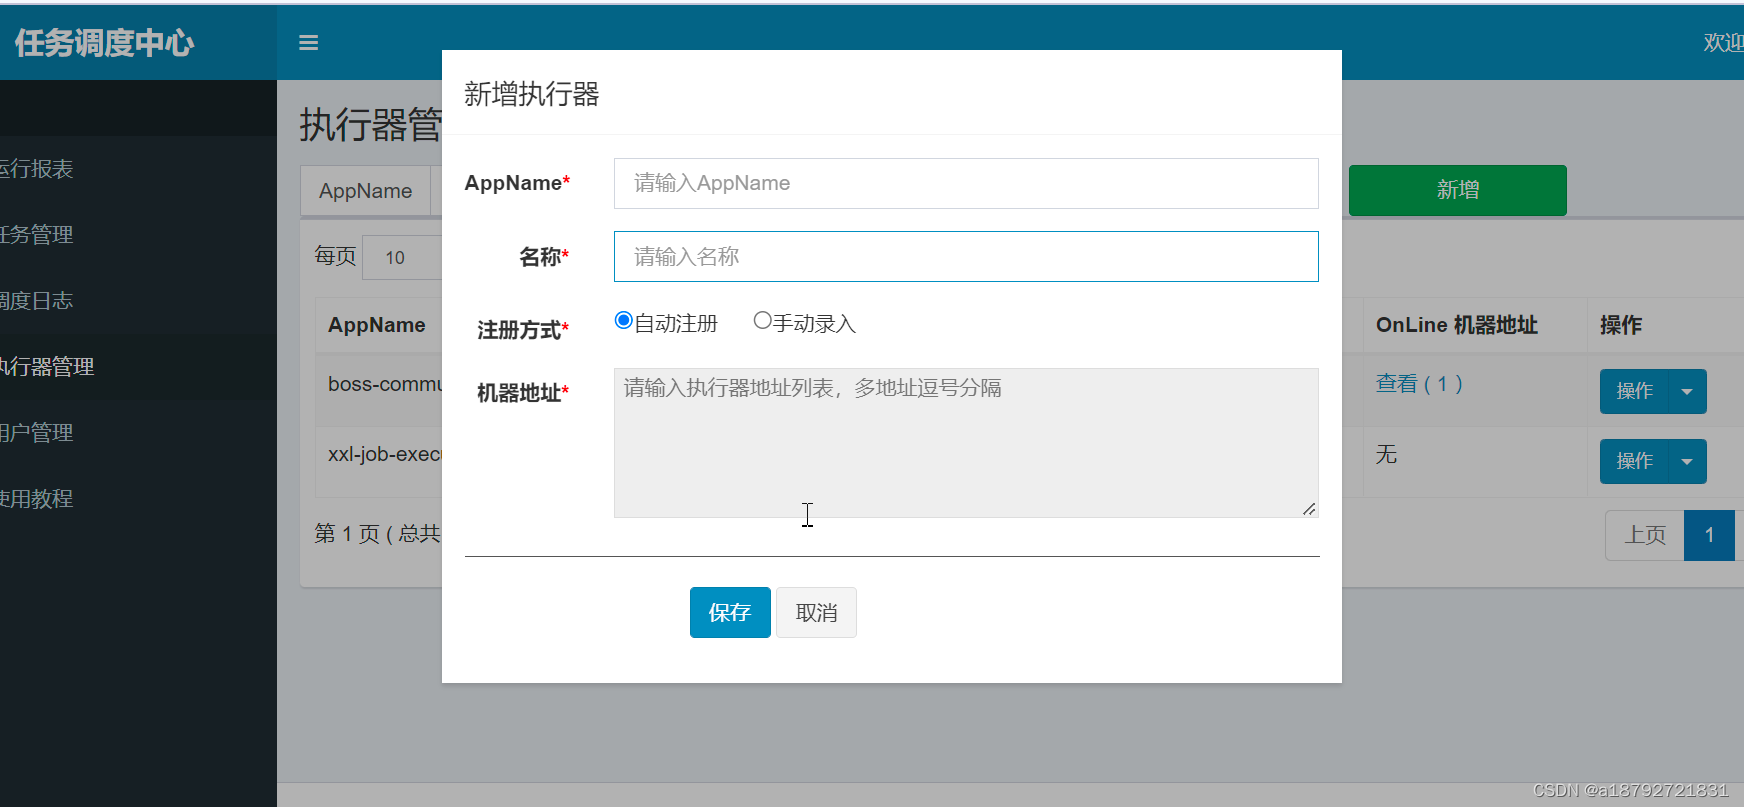 任务调度中心
欢迎
运行报表
任务管理
调度日志
执行器管理
用户管理
使用教程
执行器管
AppName
新增
每页 10
AppName
OnLine 机器地址
操作
boss-commu
查看 ( 1 )
操作
xxl-job-exec
无
操作
第 1 页 ( 总共
上页
1
新增执行器
AppName*
请输入AppName
名称*
请输入名称
注册方式*
自动注册
手动录入
机器地址*
请输入执行器地址列表，多地址逗号分隔
保存
取消
CSDN @a18792721831